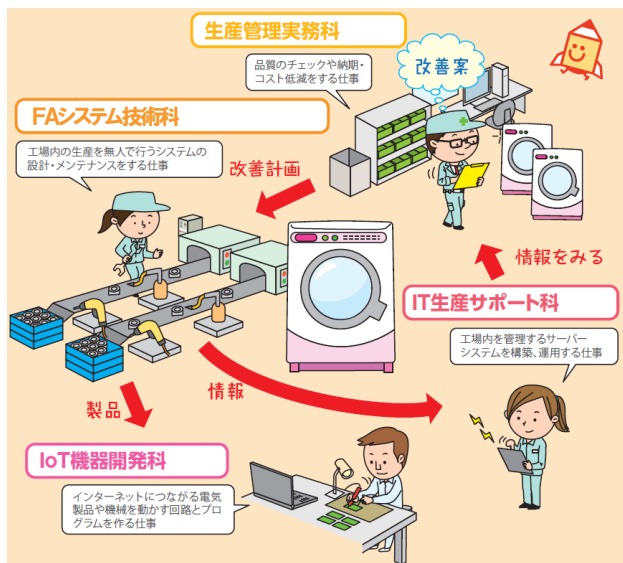 生産管理実務科
品質のチェックや納期・
コスト低減をする仕事
改善案
FAシステム技術科
工場内の生産を無人で行うシステムの
設計・メンテナンスをする仕事
改善計画
情報をみる
IT生産サポート科
工場内を管理するサーバー
システムを構築、運用する仕事
情報
製品
IoT機器開発科
インターネットにつながる電気
製品や機械を動かす回路とプロ
グラムを作る仕事